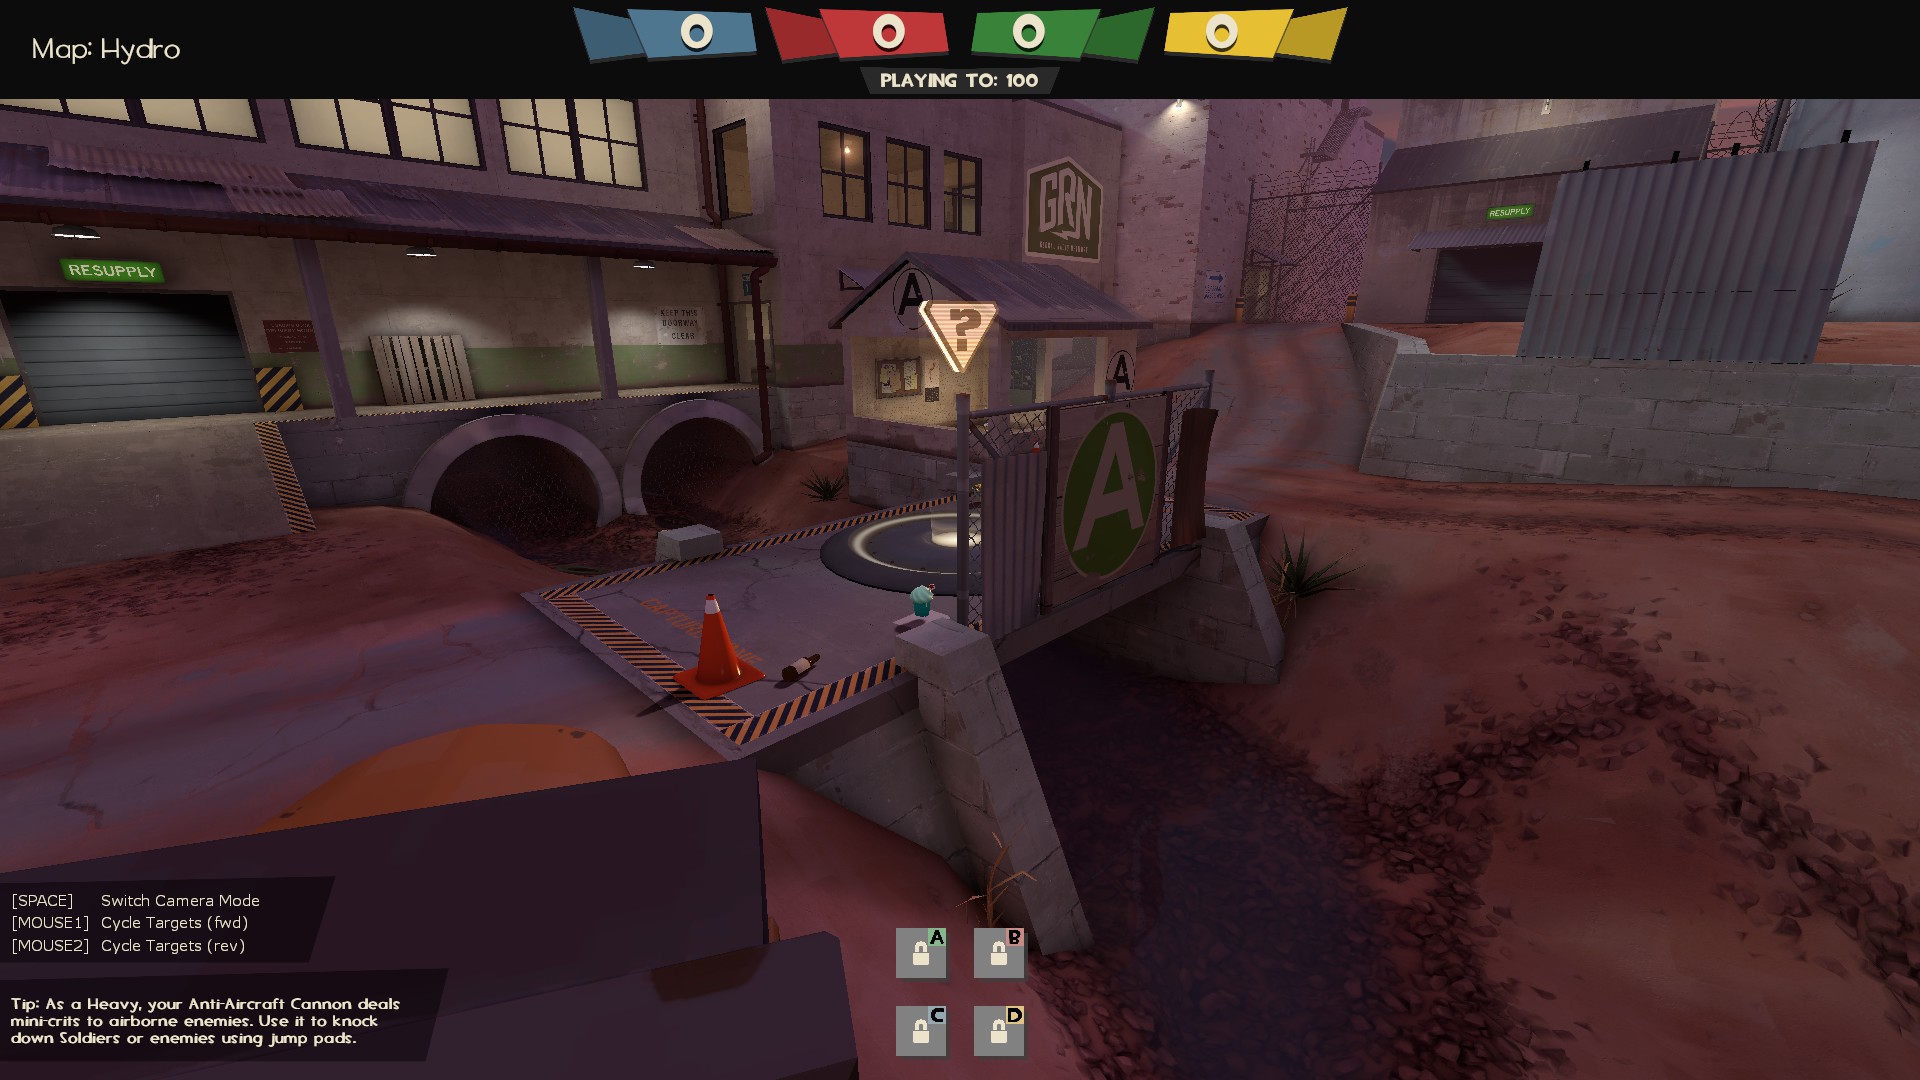 Map: Hydro
0
0
0
0
PLAYING TO: 100
RESUPPLY
GRN
RESUPPLY
A
KEEP THIS
DOORWAY
CLEAR
?
A
A
[SPACE] Switch Camera Mode
[MOUSE1] Cycle Targets (fwd)
[MOUSE2] Cycle Targets (rev)
A
B
Tip: As a Heavy, your Anti-Aircraft Cannon deals
mini-crits to airborne enemies. Use it to knock
down Soldiers or enemies using jump pads.
C
D